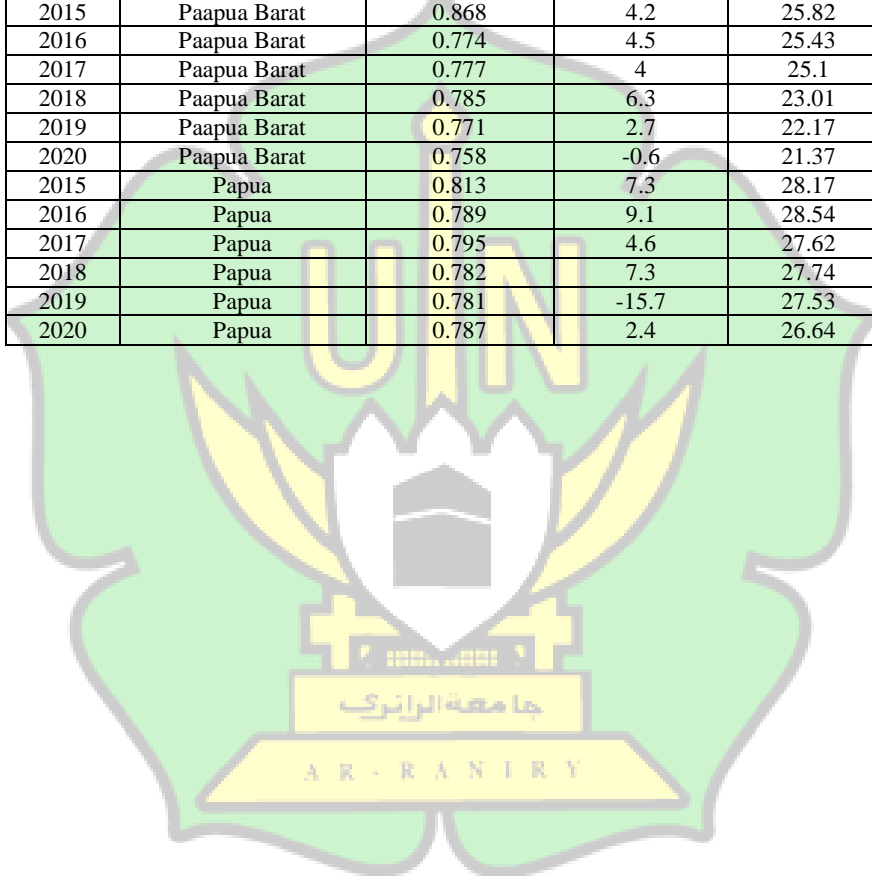 2015 Paapua Barat 0.868 4.2 25.82
2016 Paapua Barat 0.774 4.5 25.43
2017 Paapua Barat 0.777 4 25.1
2018 Paapua Barat 0.785 6.3 23.01
2019 Paapua Barat 0.771 2.7 22.17
2020 Paapua Barat 0.758 -0.6 21.37
2015 Papua 0.813 7.3 28.17
2016 Papua 0.789 9.1 28.54
2017 Papua 0.795 4.6 27.62
2018 Papua 0.782 7.3 27.74
2019 Papua 0.781 -15.7 27.53
2020 Papua 0.787 2.4 26.64
UIN
جامعة الرانري
AR-RANIRY